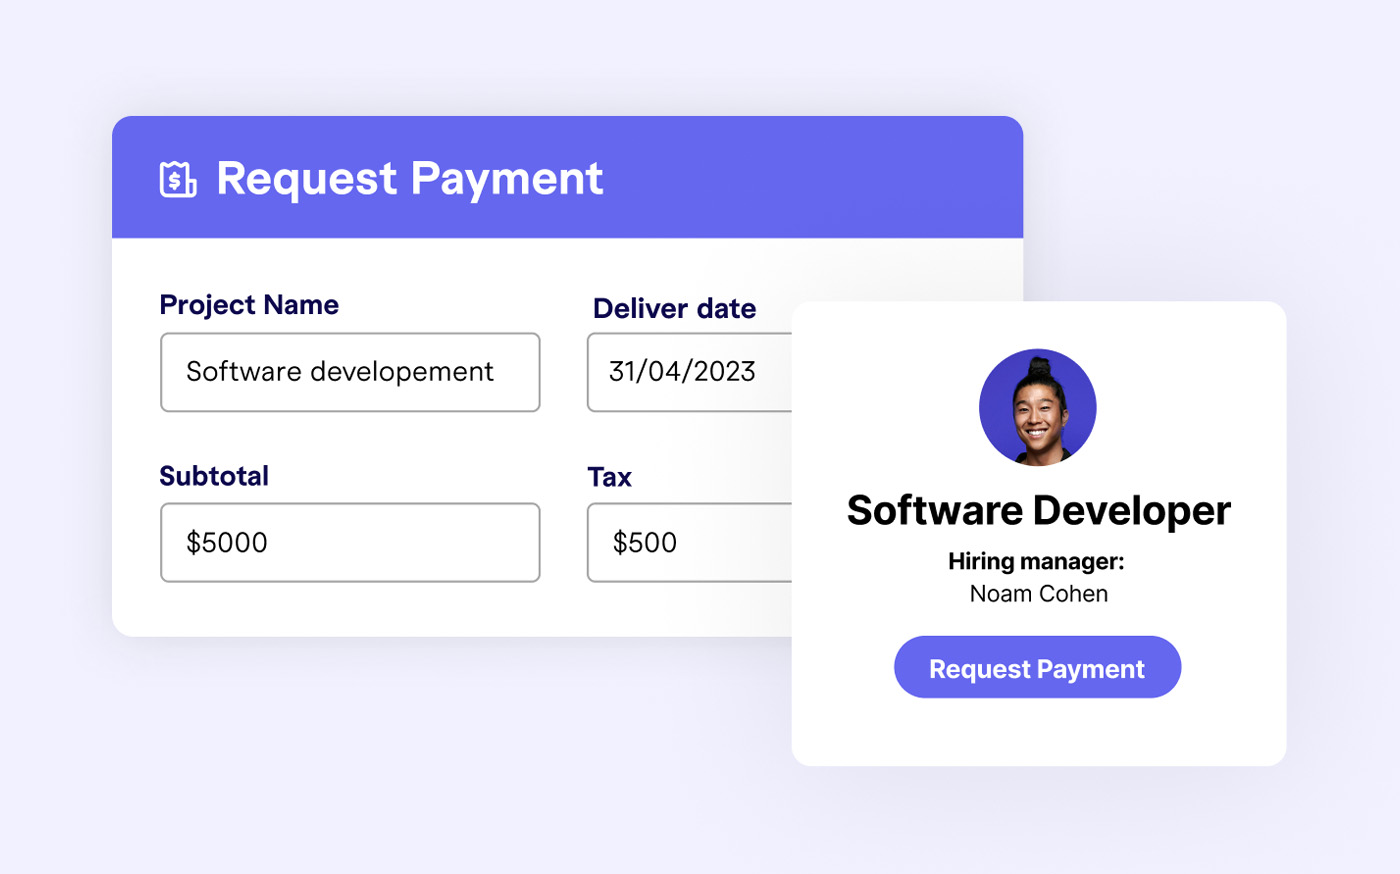 Request Payment
Project Name
Deliver date
Software developement
31/04/2023
Subtotal
Tax
$5000
$500
Software Developer
Hiring manager:
Noam Cohen
Request Payment